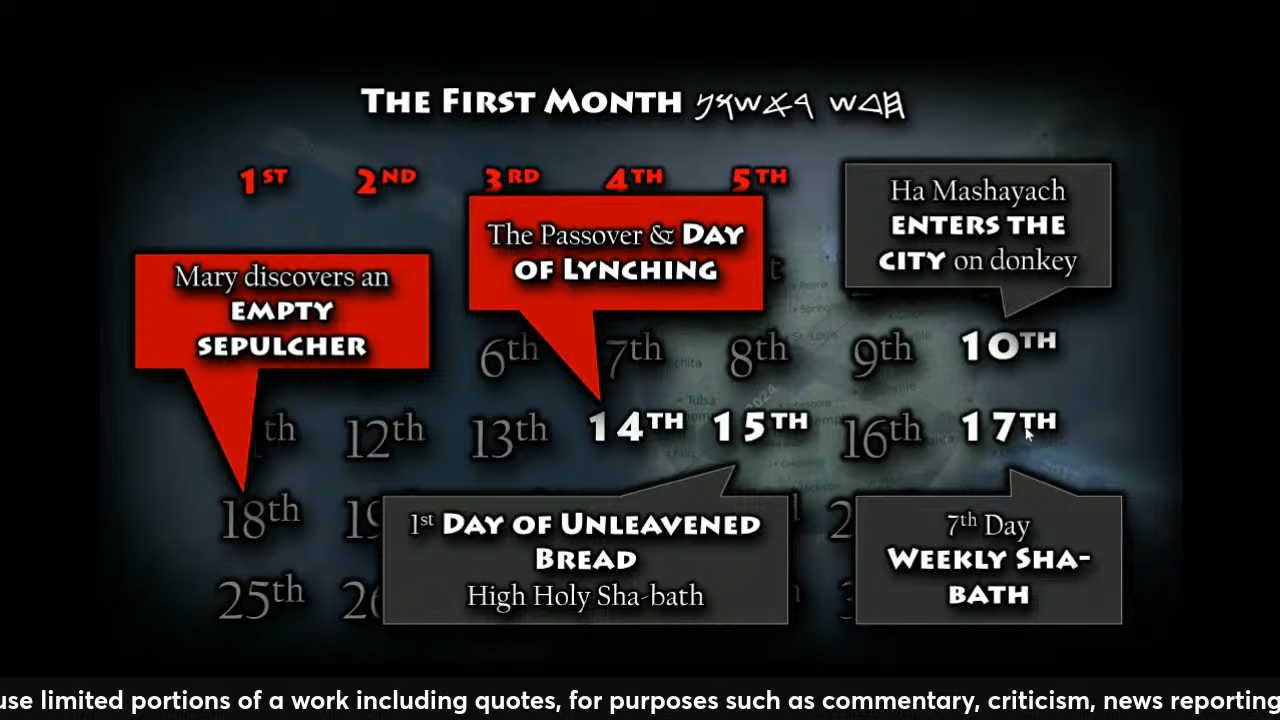 THE FIRST MONTH 𐤇𐤃𐤔 𐤓𐤀𐤔𐤅𐤍
1ST 2ND 3RD 4TH 5TH
Ha Mashayach
ENTERS THE
CITY on donkey
The Passover & DAY
OF LYNCHING
Mary discovers an
EMPTY
SEPULCHER
6th 7th 8th 9th 10TH
th 12th 13th 14TH 15TH 16th 17TH
18th
1st DAY OF UNLEAVENED
BREAD
High Holy Sha-bath
7th Day
WEEKLY SHA-
BATH
25th
use limited portions of a work including quotes, for purposes such as commentary, criticism, news reporting